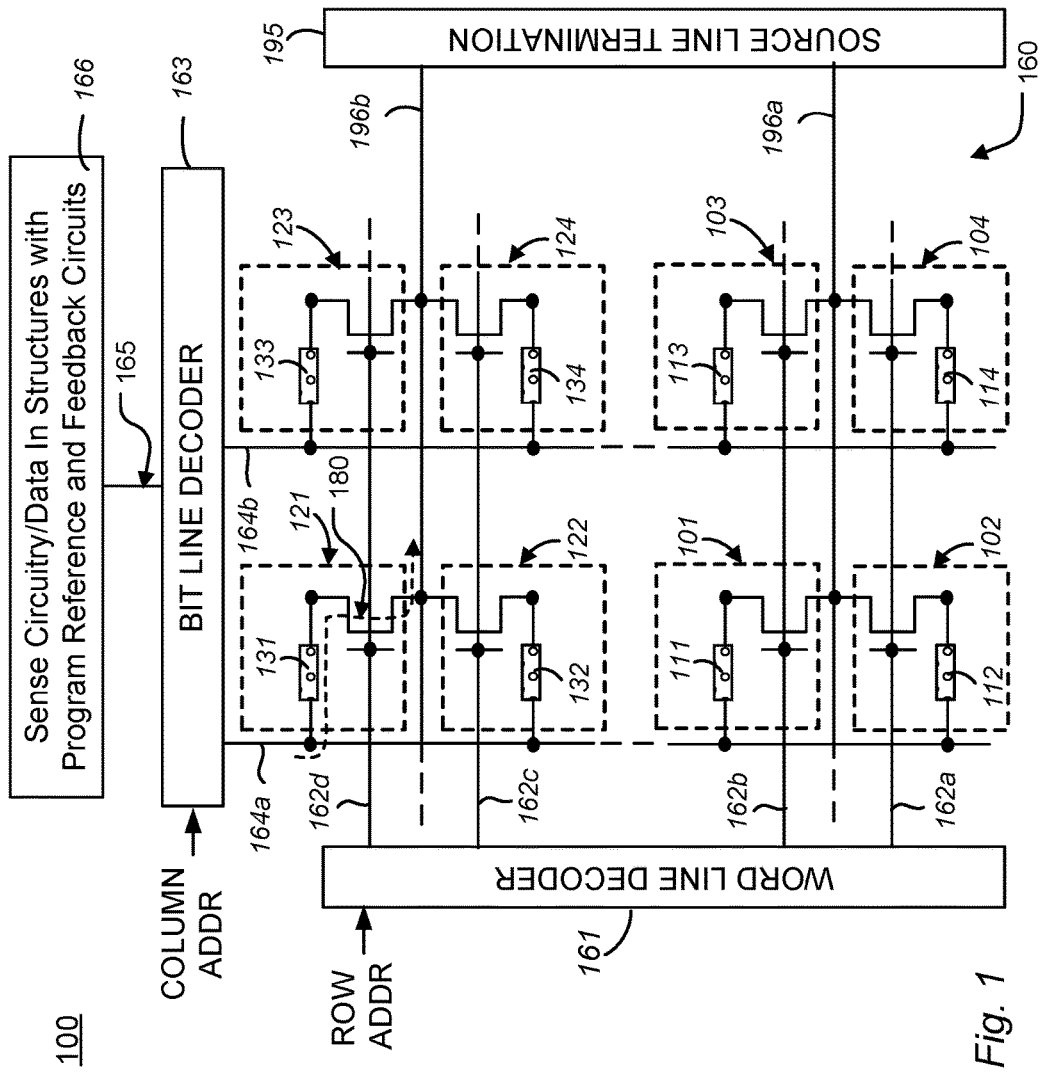 Sense Circuitry/Data In Structures with
Program Reference and Feedback Circuits
166
165
163
BIT LINE DECODER
COLUMN
ADDR
164a
164b
195
SOURCE LINE TERMINATION
121
180
131
123
133
162d
196b
162c
122
132
124
134
101
111
103
113
162b
196a
162a
102
112
104
114
WORD LINE DECODER
161
ROW
ADDR
160
100
Fig. 1